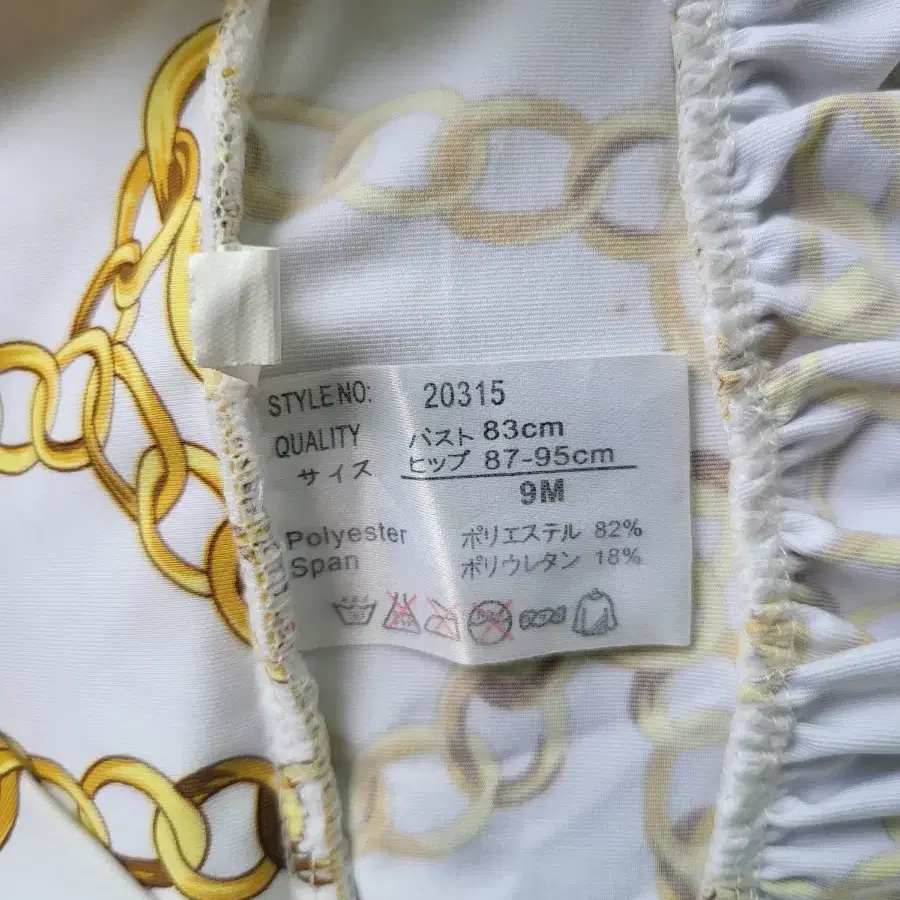 STYLE NO: 20315
QUALITY バスト 83cm
サイズ ヒップ 87-95cm
9M
Polyester ポリエステル 82%
Span ポリウレタン 18%